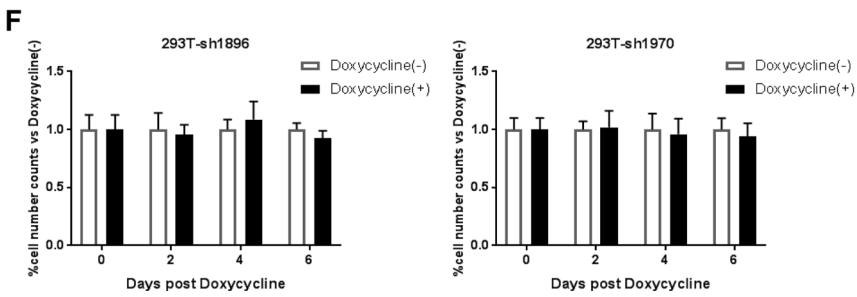 F
293T-sh1896
%cell number counts vs Doxycycline(-)
Doxycycline(-)
Doxycycline(+)
1.5
1.0
0.5
0.0
0 2 4 6
Days post Doxycycline
293T-sh1970
%cell number counts vs Doxycycline(-)
Doxycycline(-)
Doxycycline(+)
1.5
1.0
0.5
0.0
0 2 4 6
Days post Doxycycline